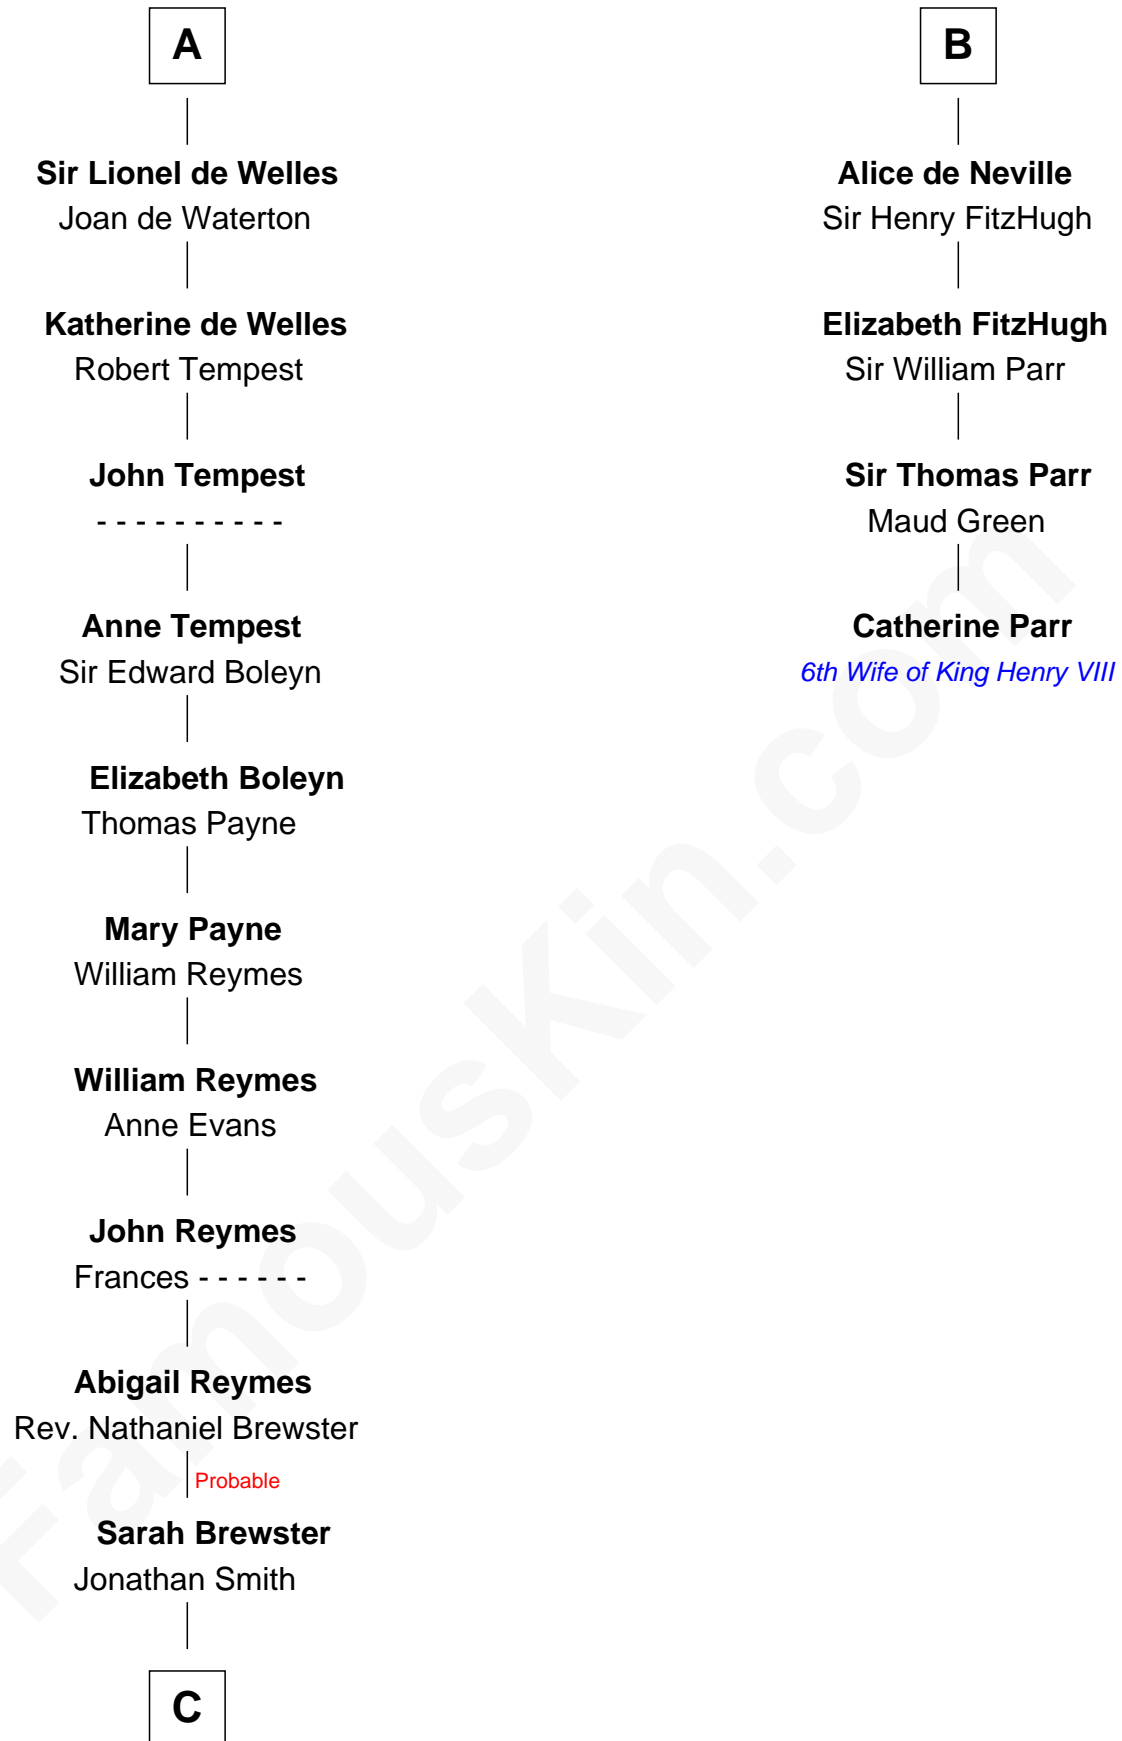 A
Sir Lionel de Welles
Joan de Waterton
Katherine de Welles
Robert Tempest
John Tempest
- - - - - - - - - -
Anne Tempest
Sir Edward Boleyn
Elizabeth Boleyn
Thomas Payne
Mary Payne
William Reymes
William Reymes
Anne Evans
John Reymes
Frances - - - - - -
Abigail Reymes
Rev. Nathaniel Brewster
Probable
Sarah Brewster
Jonathan Smith
C
B
Alice de Neville
Sir Henry FitzHugh
Elizabeth FitzHugh
Sir William Parr
Sir Thomas Parr
Maud Green
Catherine Parr
6th Wife of King Henry VIII
FamousKin.com